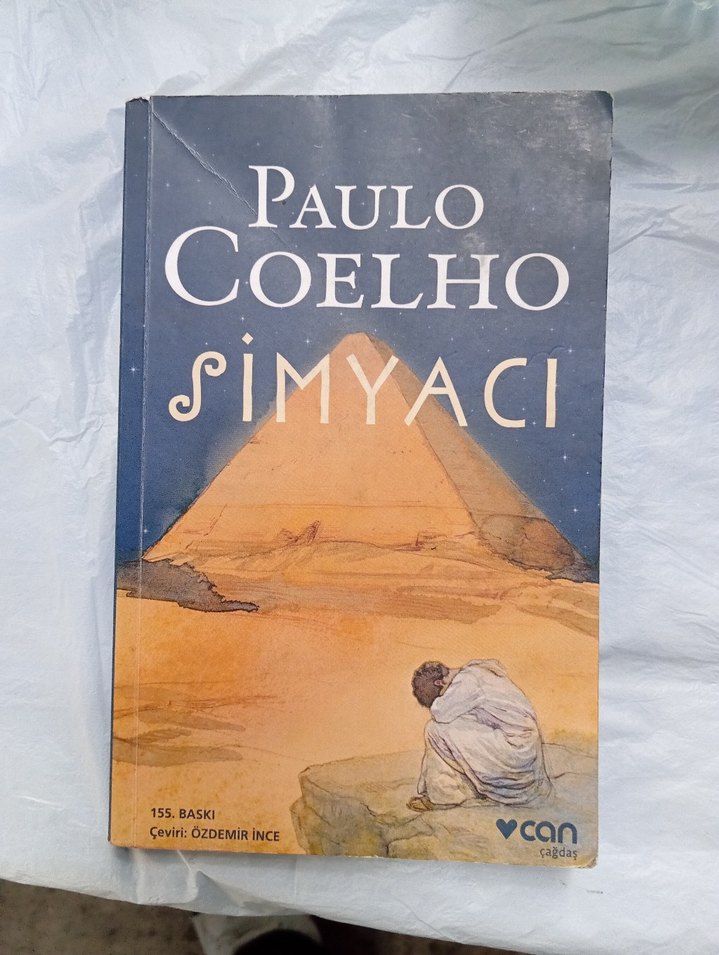 PAULO
COELHO
SİMYACI
155. BASKI
Çeviri: ÖZDEMİR İNCE
can
çağdaş